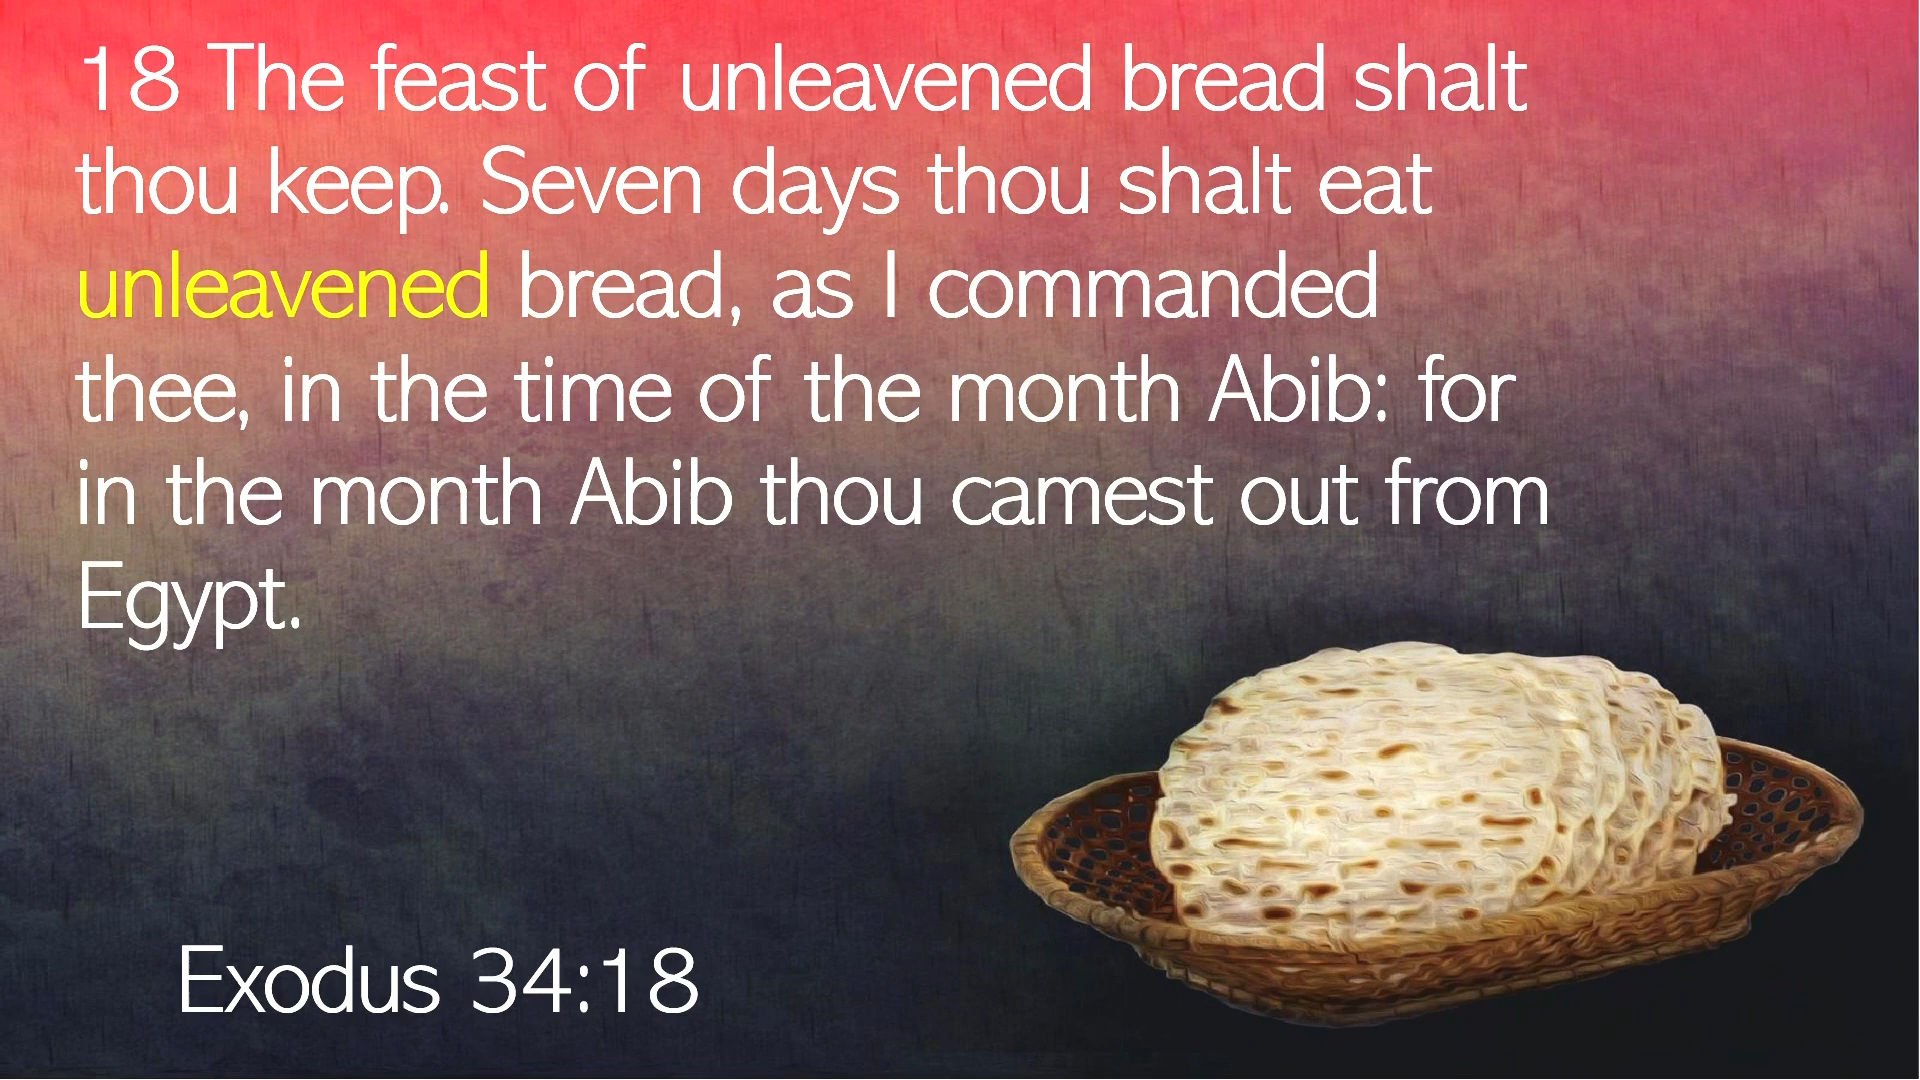 18 The feast of unleavened bread shalt
thou keep. Seven days thou shalt eat
unleavened bread, as I commanded
thee, in the time of the month Abib: for
in the month Abib thou camest out from
Egypt.
Exodus 34:18